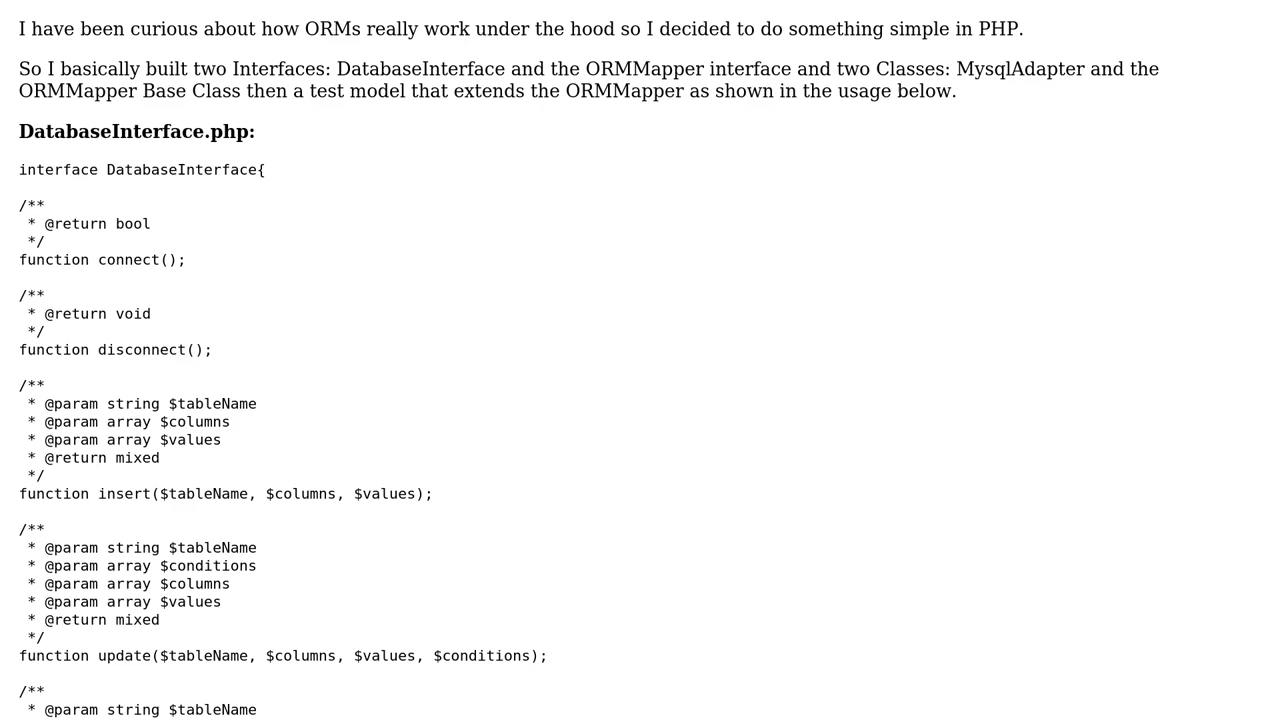 I have been curious about how ORMs really work under the hood so I decided to do something simple in PHP.
So I basically built two Interfaces: DatabaseInterface and the ORMMapper interface and two Classes: MysqlAdapter and the
ORMMapper Base Class then a test model that extends the ORMMapper as shown in the usage below.
DatabaseInterface.php:
interface DatabaseInterface{
/**
 * @return bool
 */
function connect();
/**
 * @return void
 */
function disconnect();
/**
 * @param string $tableName
 * @param array $columns
 * @param array $values
 * @return mixed
 */
function insert($tableName, $columns, $values);
/**
 * @param string $tableName
 * @param array $conditions
 * @param array $columns
 * @param array $values
 * @return mixed
 */
function update($tableName, $columns, $values, $conditions);
/**
 * @param string $tableName